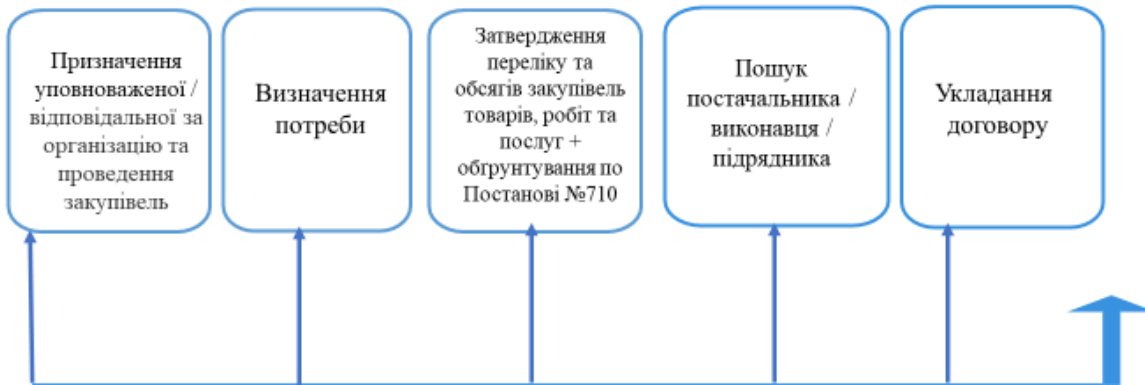 Призначення
уповноваженої /
відповідальної за
організацію та
проведення
закупівель
Визначення
потреби
Затвердження
переліку та
обсягів закупівель
товарів, робіт та
послуг +
обґрунтування по
Постанові №710
Пошук
постачальника /
виконавця /
підрядника
Укладання
договору